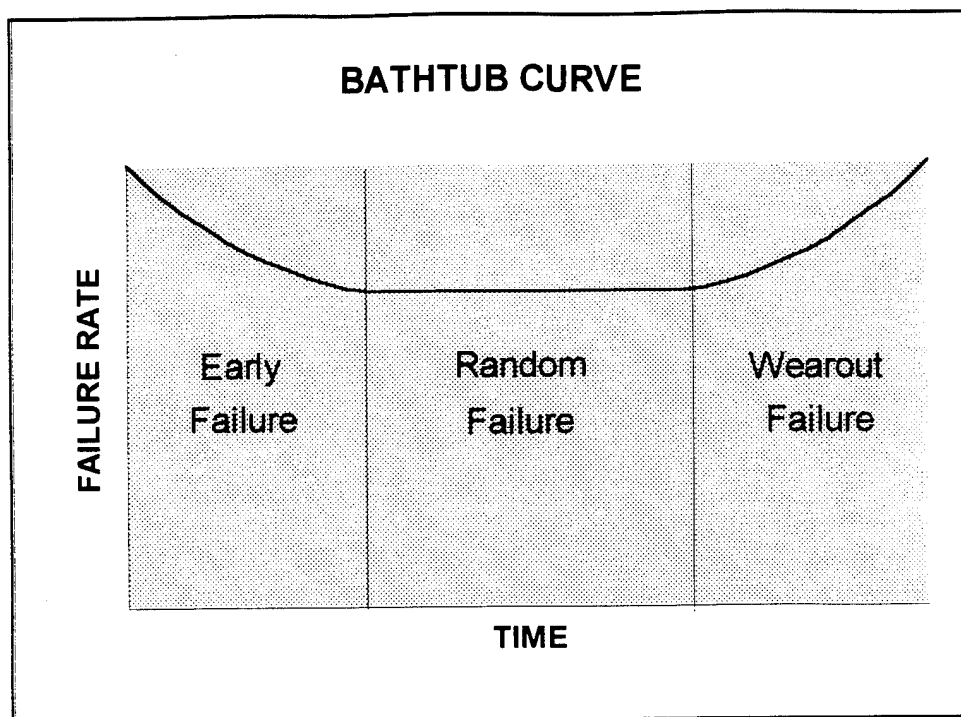 BATHTUB CURVE
FAILURE RATE
Early
Failure
Random
Failure
Wearout
Failure
TIME